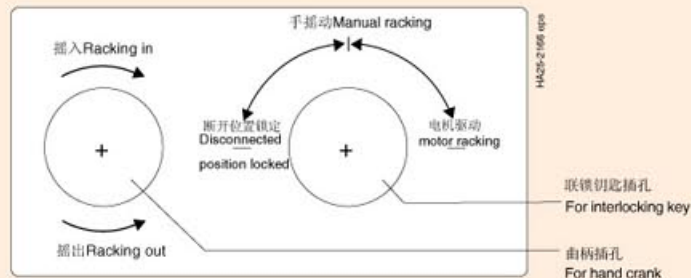 手摇动Manual racking
摇入Racking in
HA25-2166 eps
断开位置锁定
Disconnected
position locked
电机驱动
motor racking
联锁钥匙插孔
For interlocking key
摇出Racking out
曲柄插孔
For hand crank